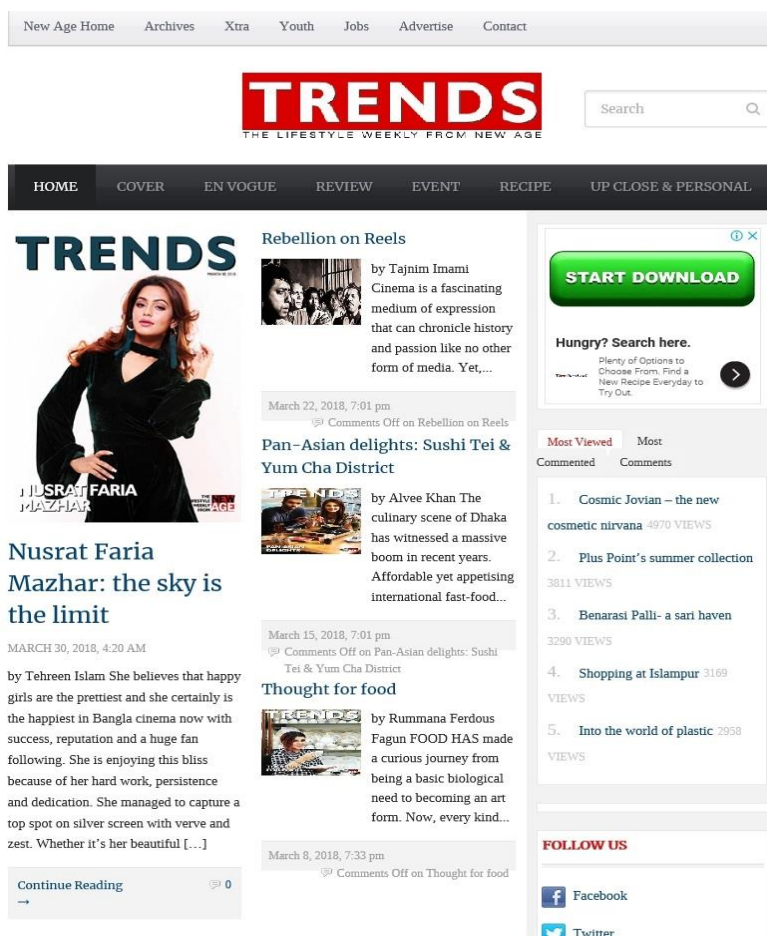 New Age Home Archives Xtra Youth Jobs Advertise Contact
TRENDS
THE LIFESTYLE WEEKLY FROM NEW AGE
Search
HOME COVER EN VOGUE REVIEW EVENT RECIPE UP CLOSE & PERSONAL
TRENDS
NUSRAT FARIA
MAZHAR
THE
LIFESTYLE
WEEKLY
FROM
NEW
AGE
Nusrat Faria
Mazhar: the sky is
the limit
MARCH 30, 2018, 4:20 AM
by Tehreen Islam She believes that happy
girls are the prettiest and she certainly is
the happiest in Bangla cinema now with
success, reputation and a huge fan
following. She is enjoying this bliss
because of her hard work, persistence
and dedication. She managed to capture a
top spot on silver screen with verve and
zest. Whether it's her beautiful […]
Continue Reading
→
0
Rebellion on Reels
by Tajnim Imami
Cinema is a fascinating
medium of expression
that can chronicle history
and passion like no other
form of media. Yet,...
March 22, 2018, 7:01 pm
Comments Off on Rebellion on Reels
Pan-Asian delights: Sushi Tei &
Yum Cha District
TRENDS
PAN ASIAN
DELIGHTS
by Alvee Khan The
culinary scene of Dhaka
has witnessed a massive
boom in recent years.
Affordable yet appetising
international fast-food...
March 15, 2018, 7:01 pm
Comments Off on Pan-Asian delights: Sushi
Tei & Yum Cha District
Thought for food
TRENDS
by Rummana Ferdous
Fagun FOOD HAS made
a curious journey from
being a basic biological
need to becoming an art
form. Now, every kind...
March 8, 2018, 7:33 pm
Comments Off on Thought for food
START DOWNLOAD
Hungry? Search here.
Plenty of Options to
Choose From. Find a
New Recipe Everyday to
Try Out.
Most Viewed Most
Commented Comments
1. Cosmic Jovian – the new
cosmetic nirvana 4970 VIEWS
2. Plus Point's summer collection
3811 VIEWS
3. Benarasi Palli- a sari haven
3290 VIEWS
4. Shopping at Islampur 3169
VIEWS
5. Into the world of plastic 2958
VIEWS
FOLLOW US
Facebook
Twitter